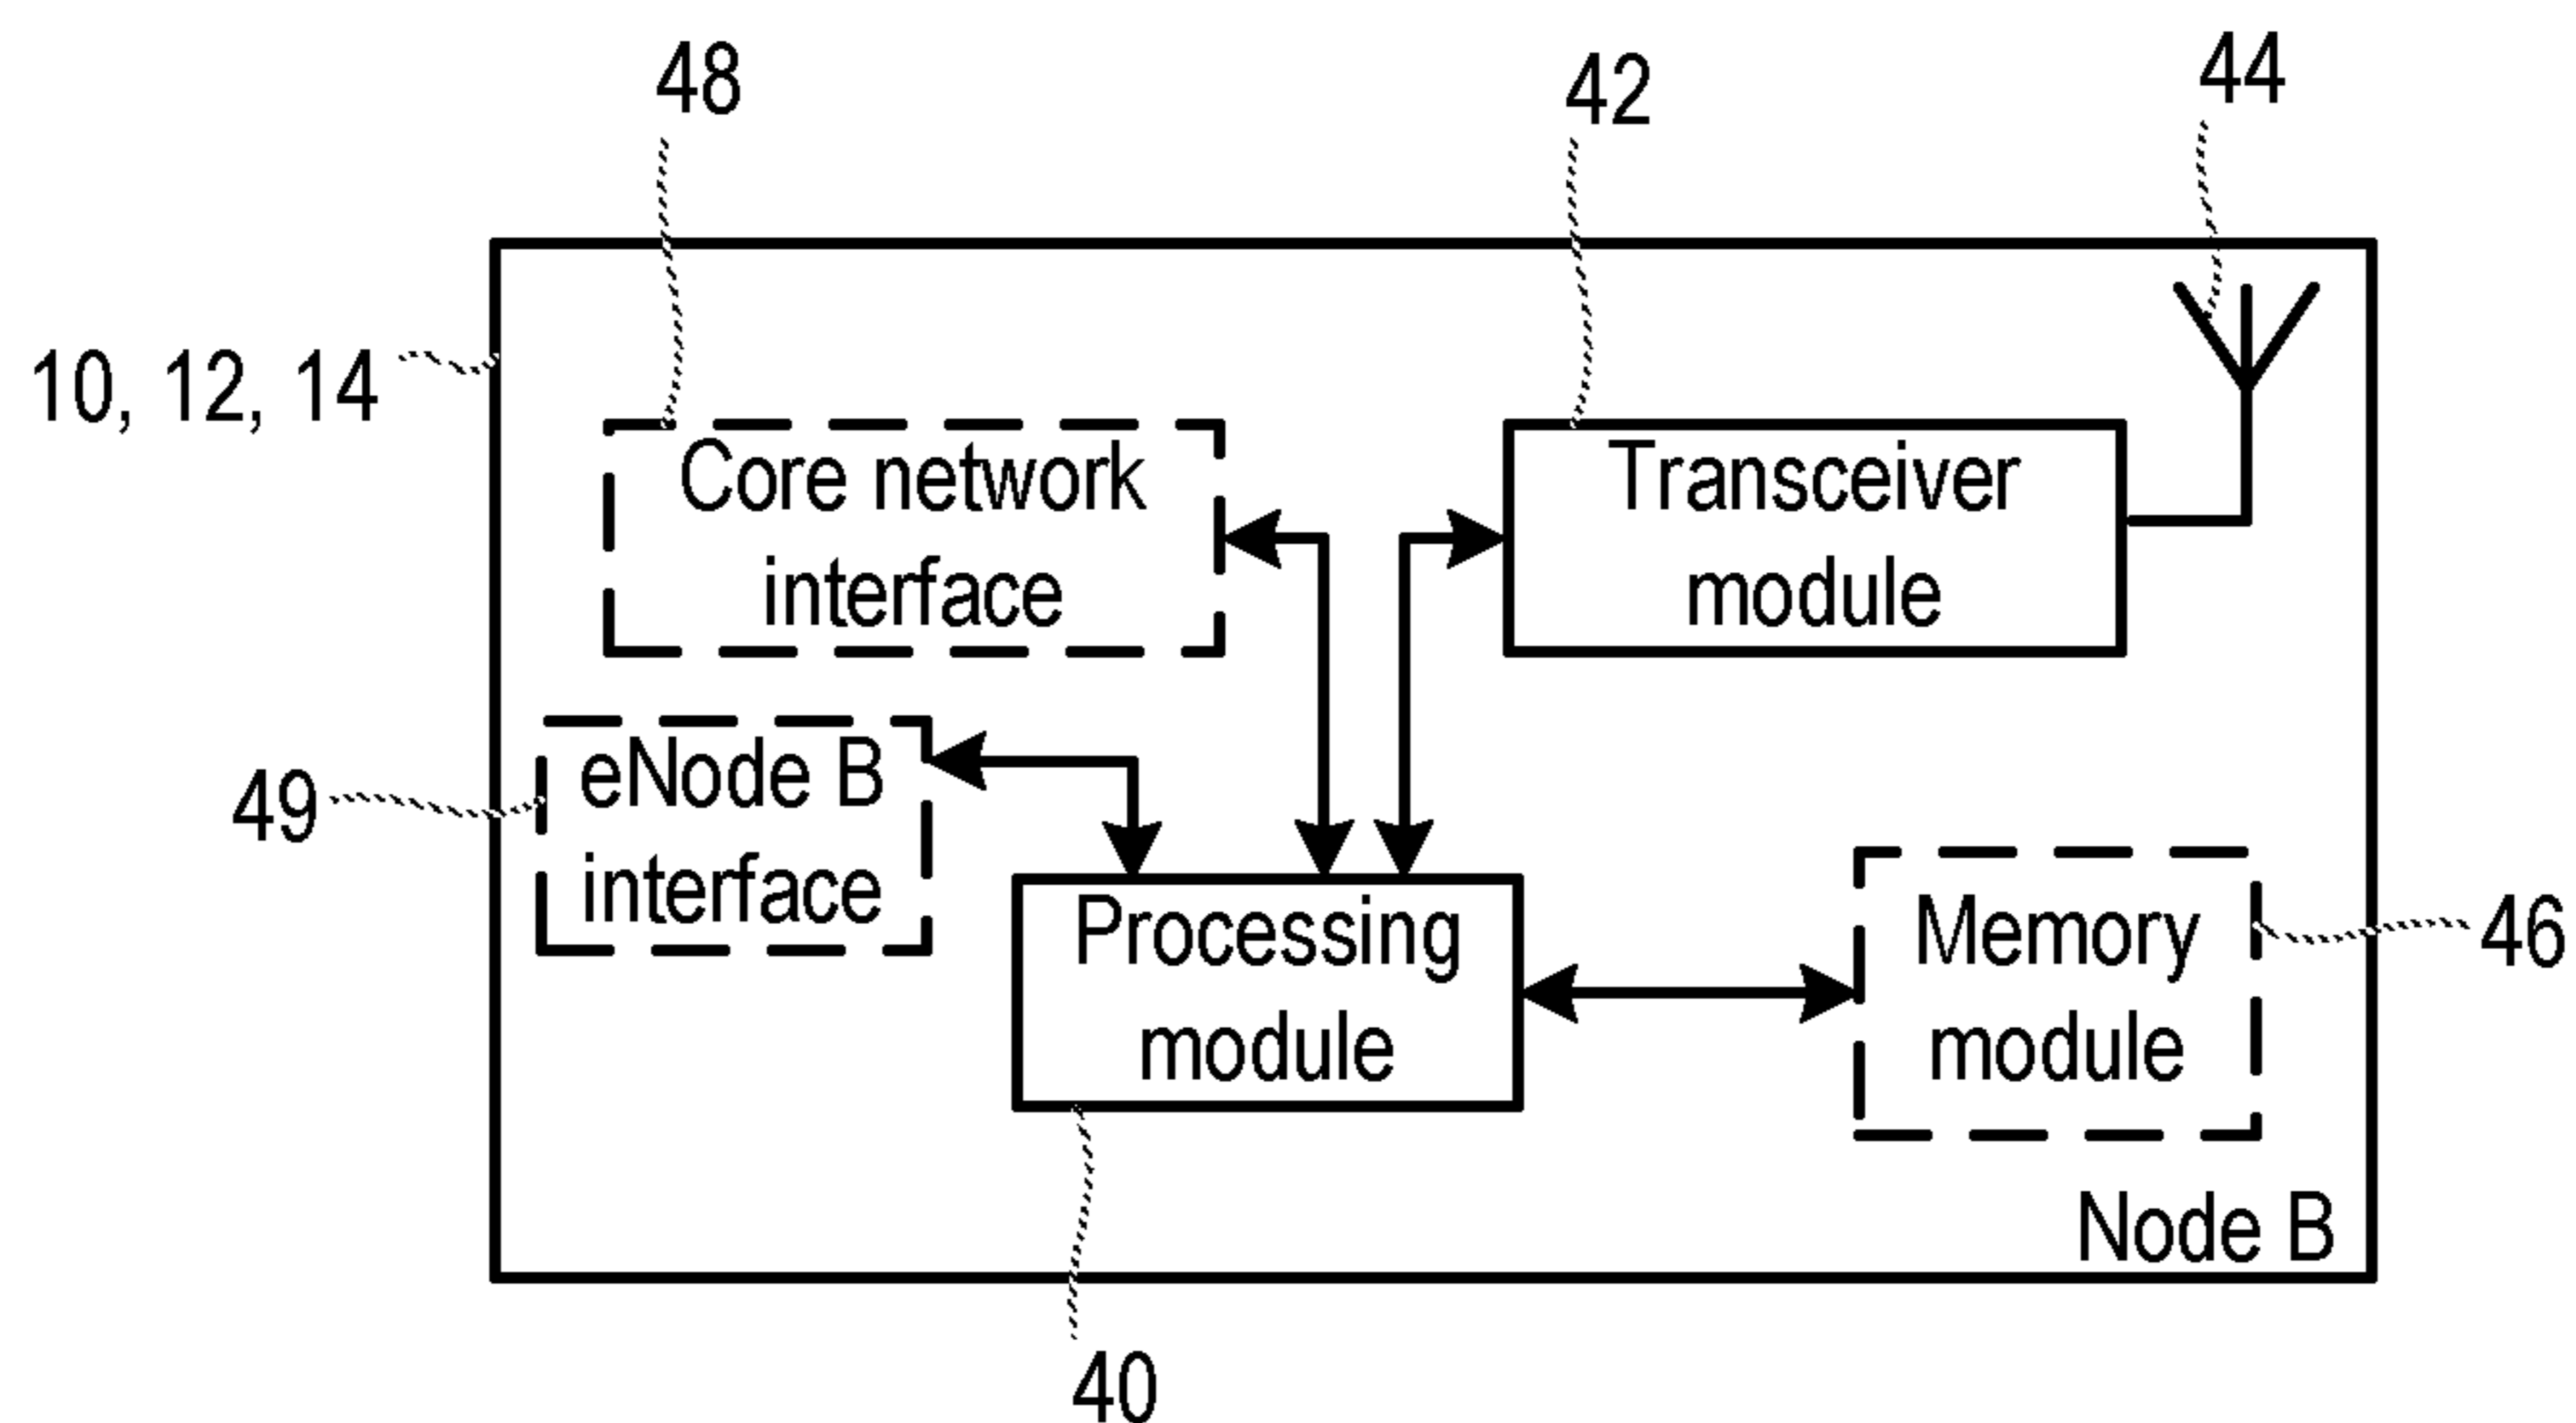 48
42
44
10, 12, 14
Core network
interface
Transceiver
module
49
eNode B
interface
Processing
module
Memory
module
46
Node B
40